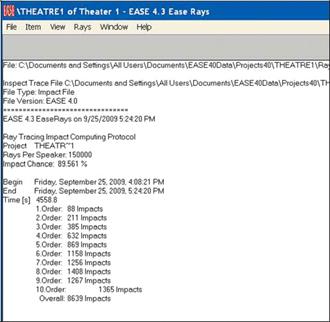 EASE \THEATRE1 of Theater 1 - EASE 4.3 Ease Rays
File Item View Rays Window Help
File: C:\Documents and Settings\All Users\Documents\EASE40Data\Projects40\THEATRE1\Ray
Inspect Trace File C:\Documents and Settings\All Users\Documents\EASE40Data\Projects40\TH
File Type: Impact File
File Version: EASE 4.0
==============================
EASE 4.3 EaseRays on 9/25/2009 5:24:20 PM
Ray Tracing Impact Computing Protocol
Project THEATR~1
Rays Per Speaker: 150000
Impact Chance: 89.561 %
Begin Friday, September 25, 2009, 4:08:21 PM
End Friday, September 25, 2009, 5:24:20 PM
Time [s] 4558.8
1.Order: 88 Impacts
2.Order: 211 Impacts
3.Order: 385 Impacts
4.Order: 632 Impacts
5.Order: 869 Impacts
6.Order: 1158 Impacts
7.Order: 1256 Impacts
8.Order: 1408 Impacts
9.Order: 1267 Impacts
10.Order: 1365 Impacts
Overall: 8639 Impacts